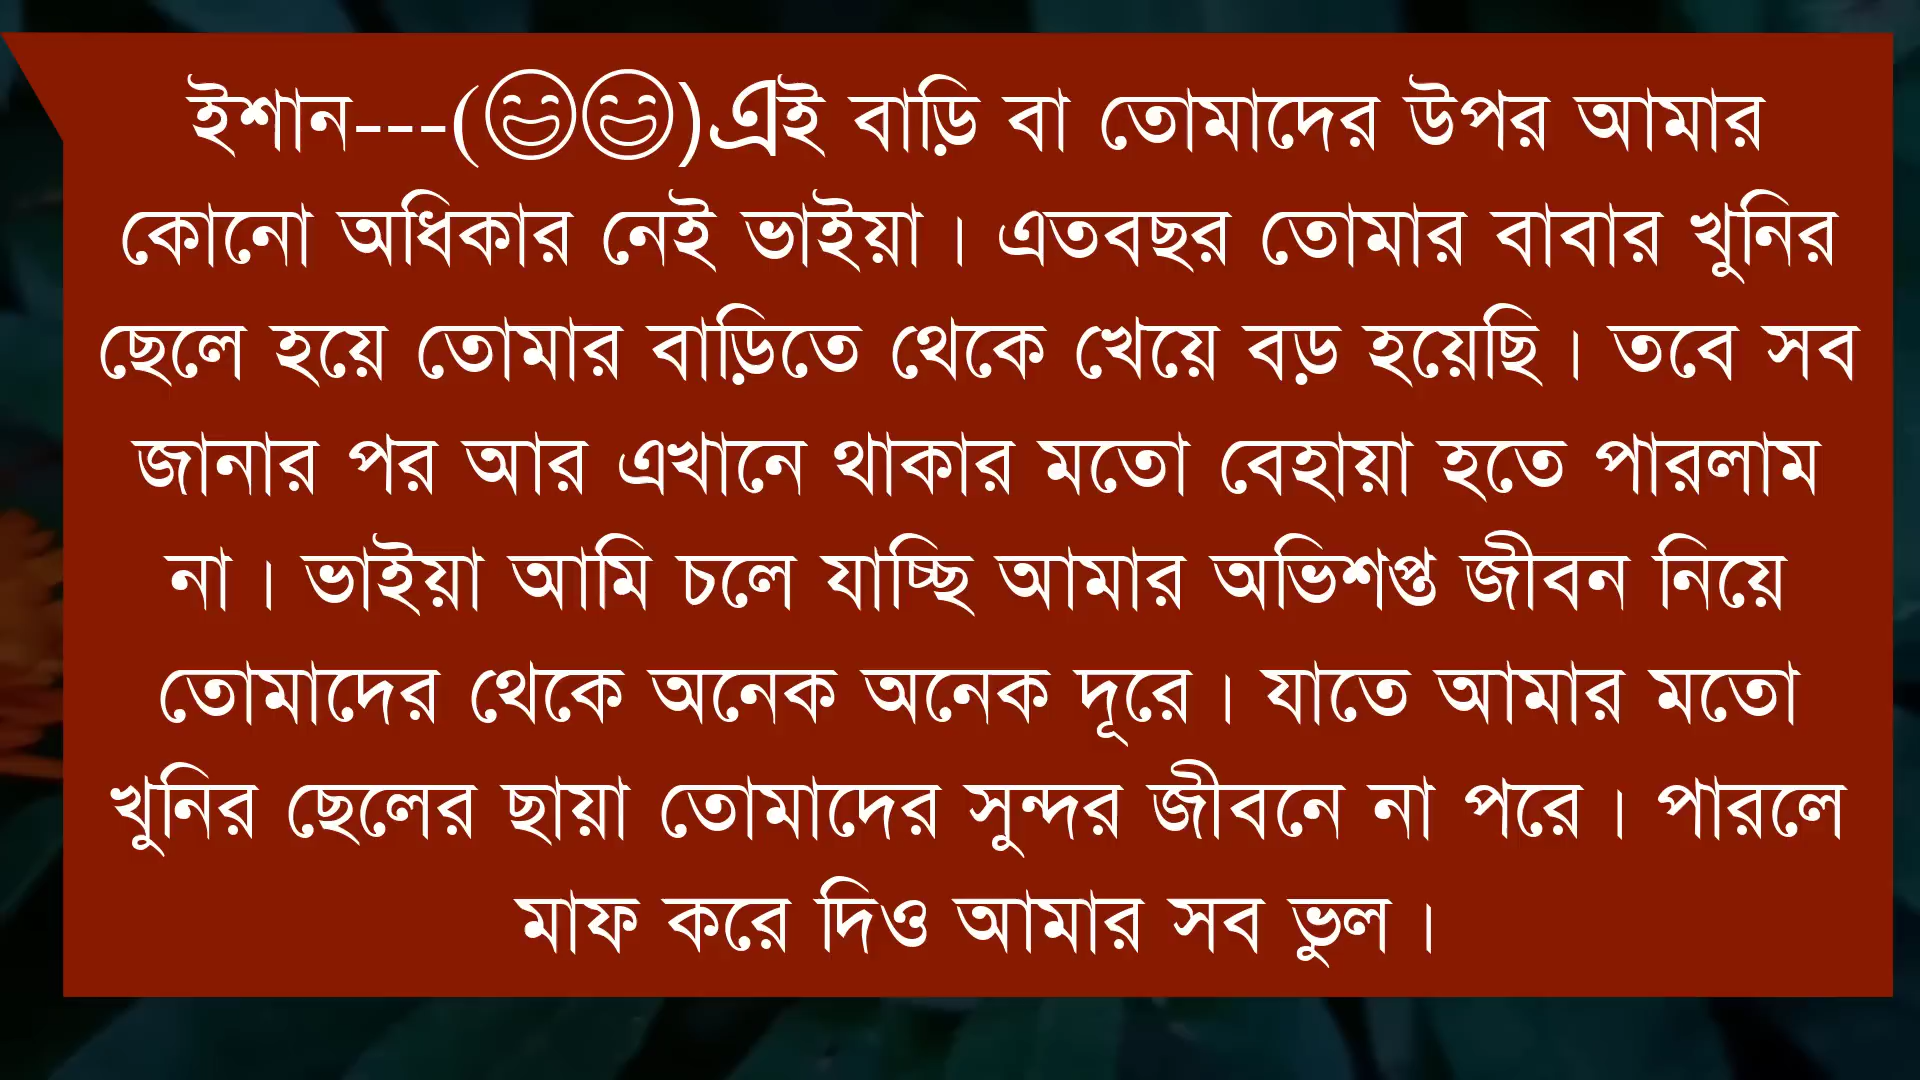 ইশান---(😊😊)এই বাড়ি বা তোমাদের উপর আমার
কোনো অধিকার নেই ভাইয়া। এতবছর তোমার বাবার খুনির
ছেলে হয়ে তোমার বাড়িতে থেকে খেয়ে বড় হয়েছি। তবে সব
জানার পর আর এখানে থাকার মতো বেহায়া হতে পারলাম
না। ভাইয়া আমি চলে যাচ্ছি আমার অভিশপ্ত জীবন নিয়ে
তোমাদের থেকে অনেক অনেক দূরে। যাতে আমার মতো
খুনির ছেলের ছায়া তোমাদের সুন্দর জীবনে না পরে। পারলে
মাফ করে দিও আমার সব ভুল।